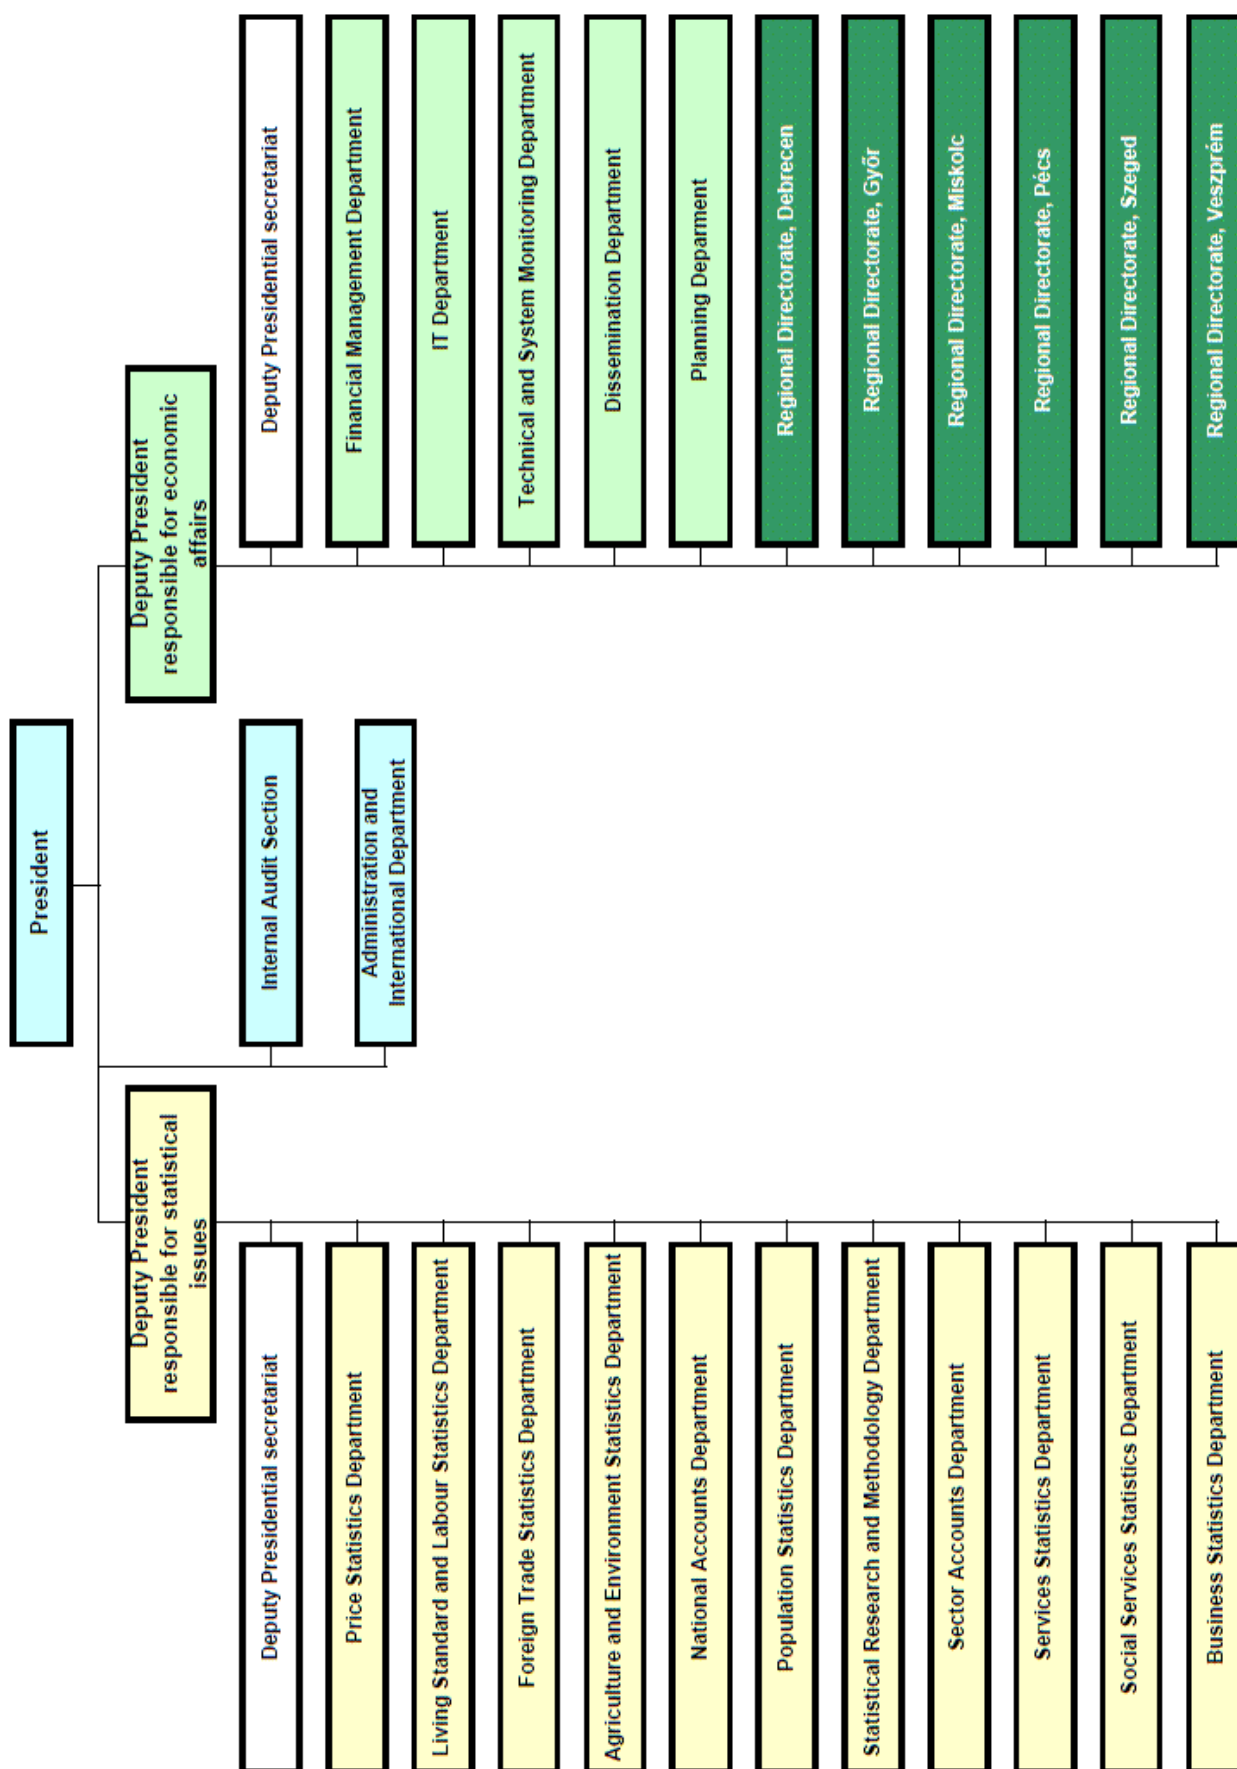 President
Deputy President
responsible for statistical
issues
Deputy President
responsible for economic
affairs
Internal Audit Section
Administration and
International Department
Deputy Presidential secretariat
Price Statistics Department
Living Standard and Labour Statistics Department
Foreign Trade Statistics Department
Agriculture and Environment Statistics Department
National Accounts Department
Population Statistics Department
Statistical Research and Methodology Department
Sector Accounts Department
Services Statistics Department
Social Services Statistics Department
Business Statistics Department
Deputy Presidential secretariat
Financial Management Department
IT Department
Technical and System Monitoring Department
Dissemination Department
Planning Deparment
Regional Directorate, Debrecen
Regional Directorate, Győr
Regional Directorate, Miskolc
Regional Directorate, Pécs
Regional Directorate, Szeged
Regional Directorate, Veszprém